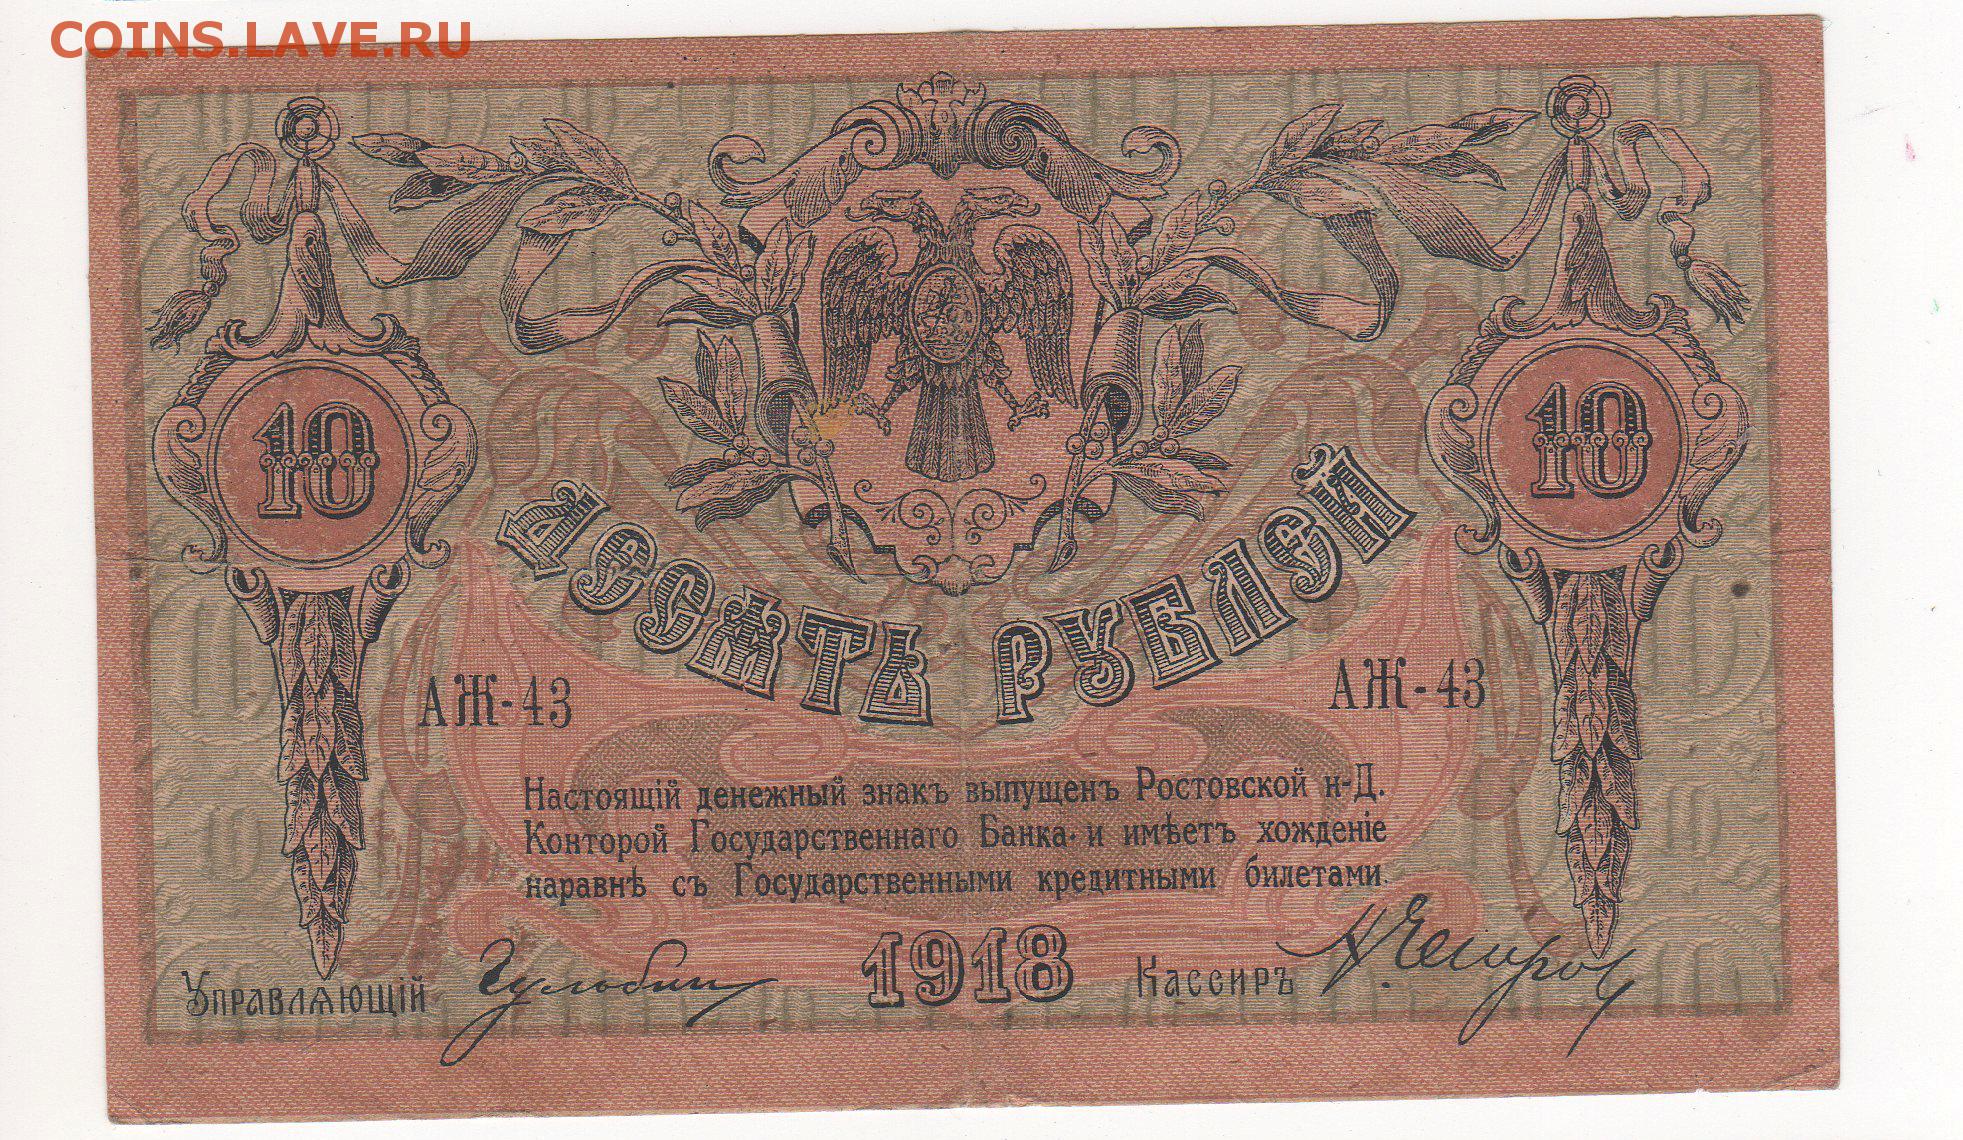 COINS.LAVE.RU
10
10
ДЕСЯТЬ РУБЛЕЙ
АЖ-43
АЖ-43
Настоящій денежный знакъ выпущенъ Ростовской н-Д.
Конторой Государственнаго Банка и имѣетъ хожденіе
наравнѣ съ Государственными кредитными билетами.
Управляющій Гульбин
1918
Кассиръ